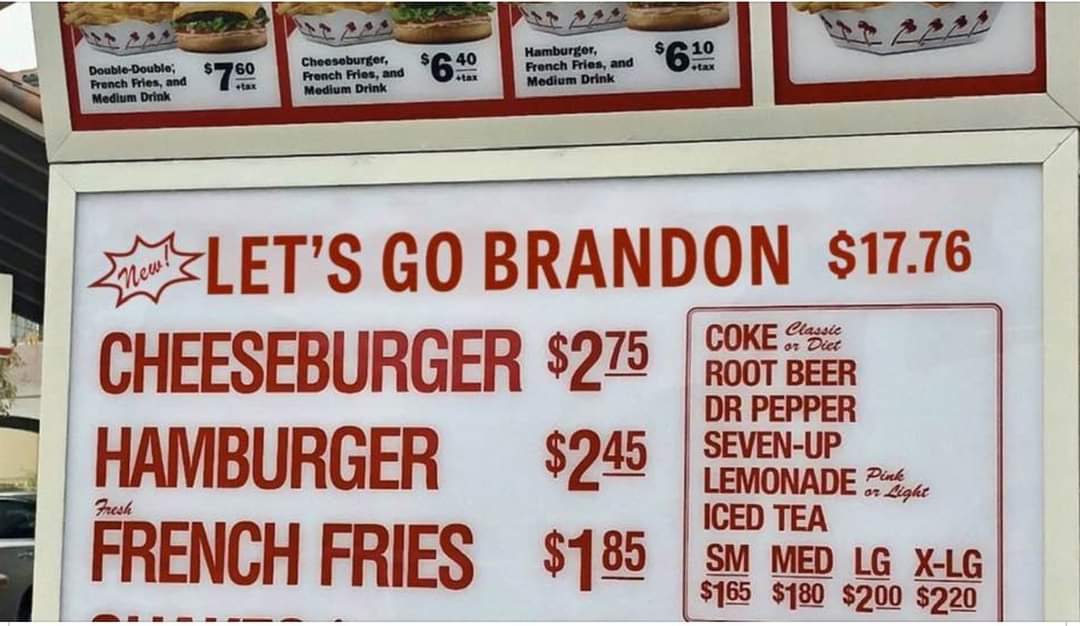 Double-Double,
French Fries, and
Medium Drink
$7.60
+tax
Cheeseburger,
French Fries, and
Medium Drink
$6.40
+tax
Hamburger,
French Fries, and
Medium Drink
$6.10
+tax
New! LET'S GO BRANDON $17.76
CHEESEBURGER $2.75
HAMBURGER $2.45
Fresh
FRENCH FRIES $1.85
COKE Classic or Diet
ROOT BEER
DR PEPPER
SEVEN-UP
LEMONADE Pink or Light
ICED TEA
SM MED LG X-LG
$1.65 $1.80 $2.00 $2.20